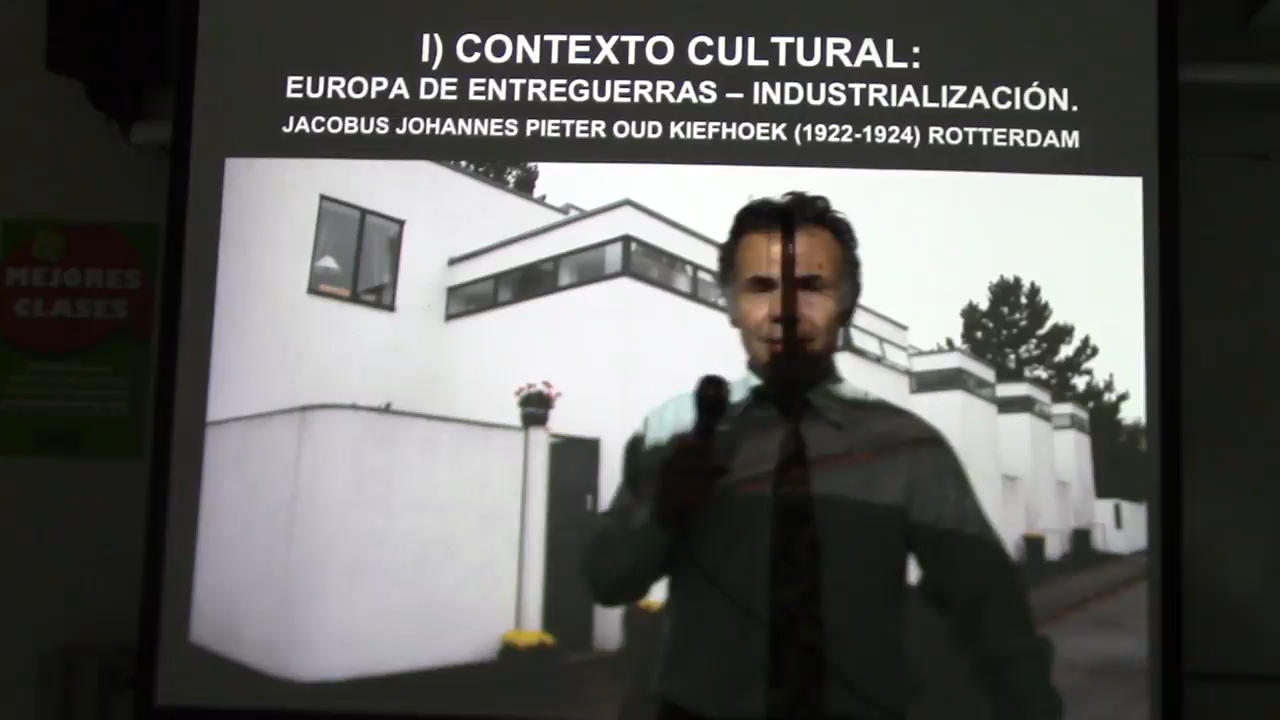 I) CONTEXTO CULTURAL:
EUROPA DE ENTREGUERRAS – INDUSTRIALIZACIÓN.
JACOBUS JOHANNES PIETER OUD KIEFHOEK (1922-1924) ROTTERDAM
MEJORES
CLASES